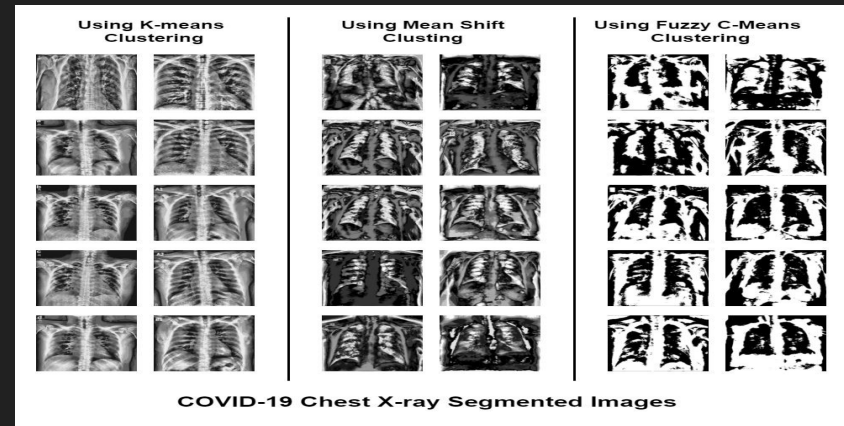 Using K-means
Clustering
Using Mean Shift
Clusting
Using Fuzzy C-Means
Clustering
COVID-19 Chest X-ray Segmented Images